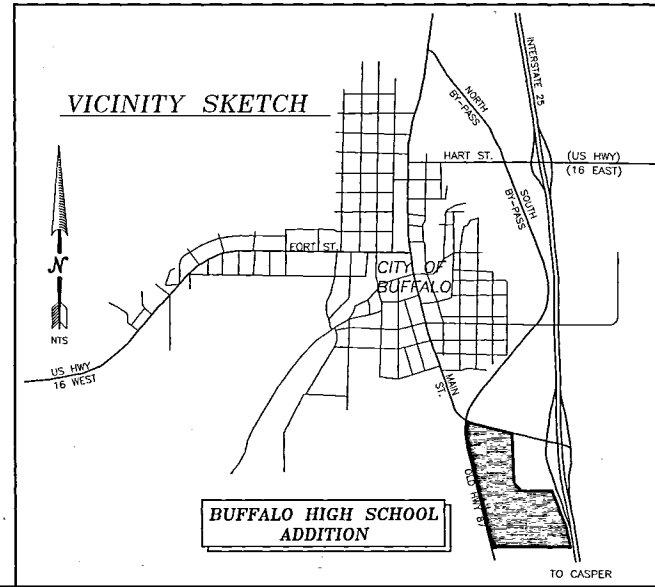 VICINITY SKETCH
INTERSTATE 25
NORTH
BY-PASS
HART ST.
(US HWY)
(16 EAST)
SOUTH
BY-PASS
FORT ST.
CITY OF
BUFFALO
N
NTS
US HWY
16 WEST
MAIN
ST.
OLD HWY 87
BUFFALO HIGH SCHOOL
ADDITION
TO CASPER